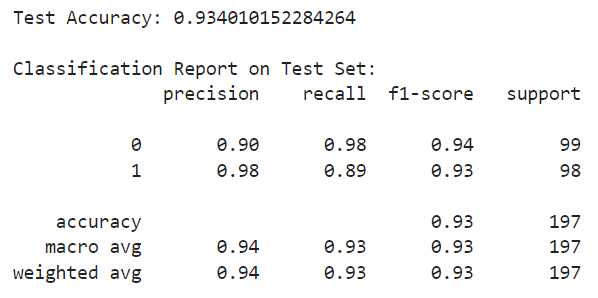 Test Accuracy: 0.934010152284264
Classification Report on Test Set:
precision recall f1-score support
0 0.90 0.98 0.94 99
1 0.98 0.89 0.93 98
accuracy 0.93 197
macro avg 0.94 0.93 0.93 197
weighted avg 0.94 0.93 0.93 197